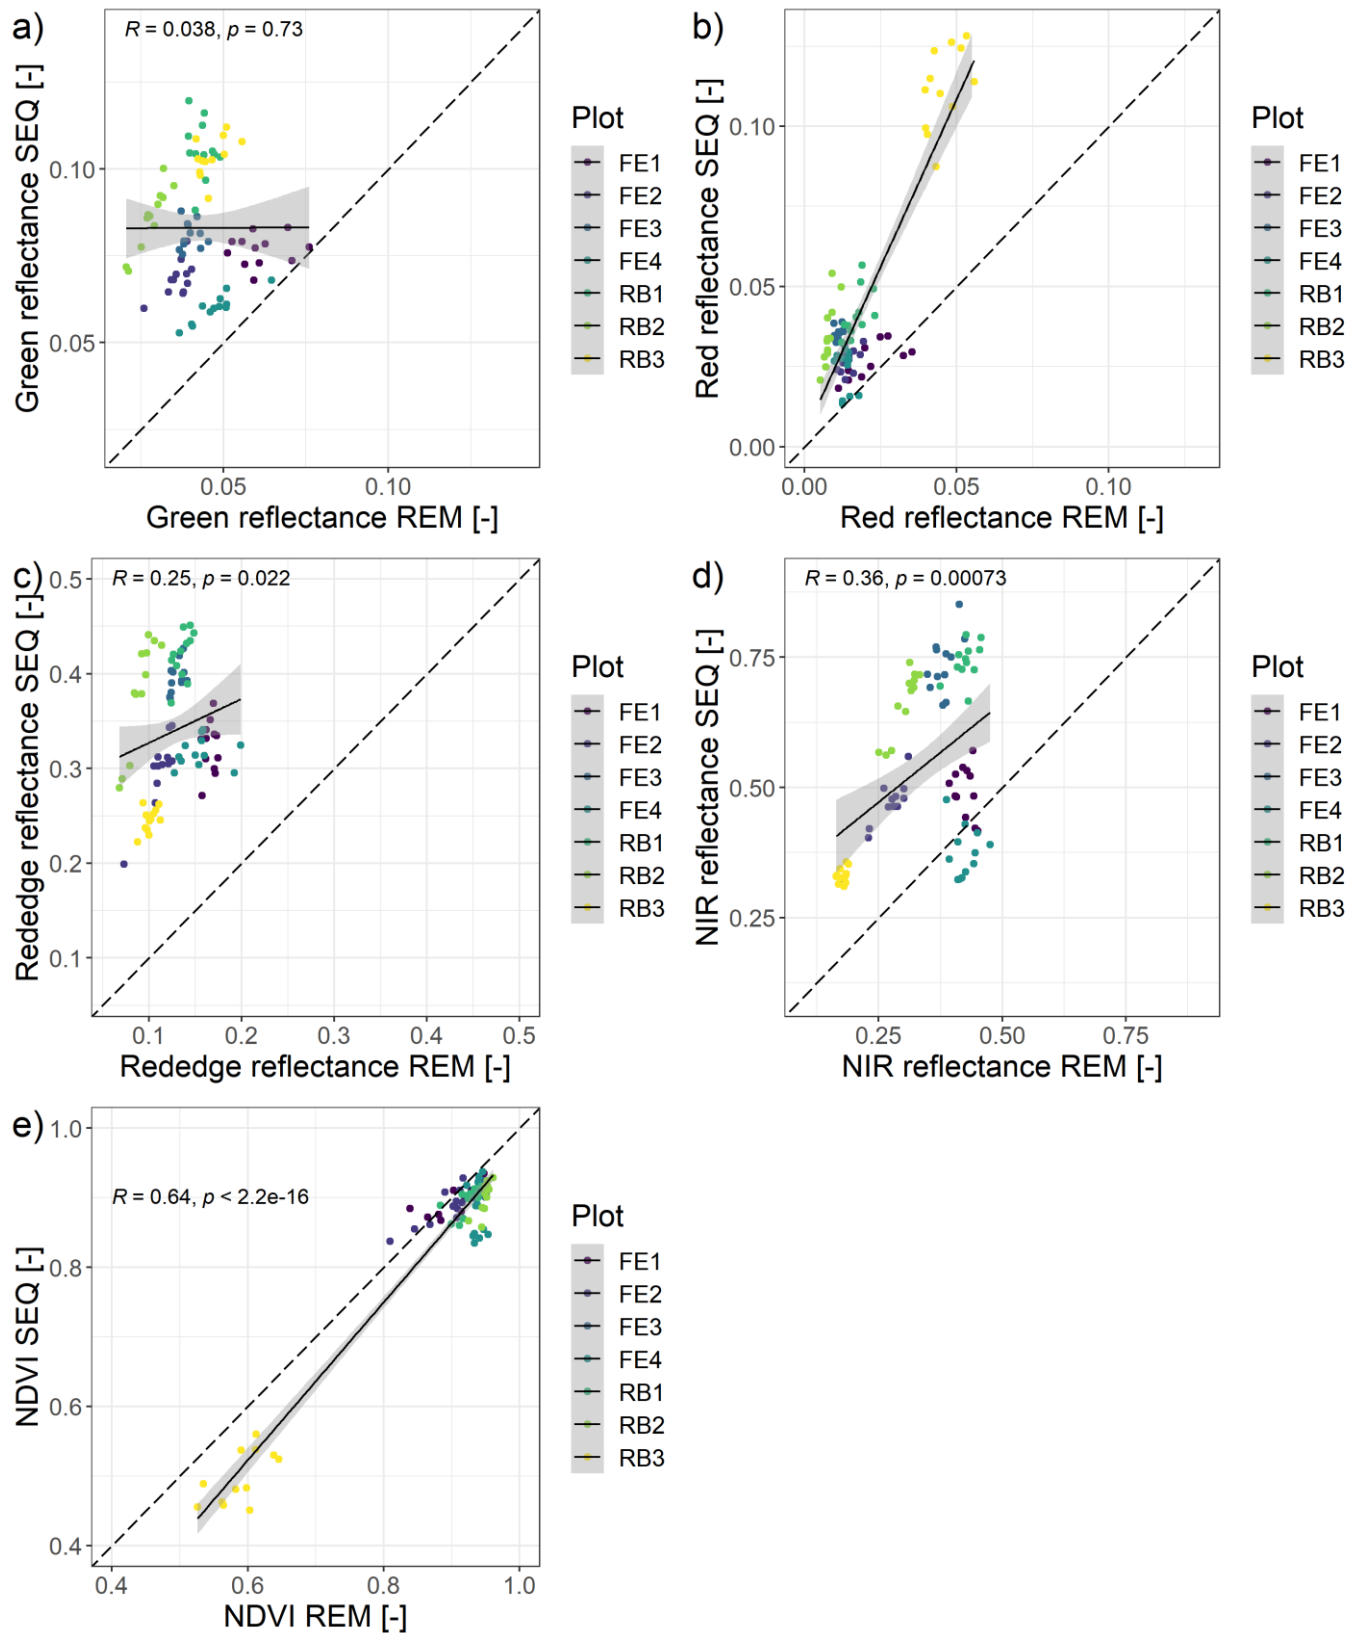 a)
R = 0.038, p = 0.73
Green reflectance SEQ [-]
0.10
0.05
0.05
0.10
Green reflectance REM [-]
Plot
FE1
FE2
FE3
FE4
RB1
RB2
RB3
b)
Red reflectance SEQ [-]
0.10
0.05
0.00
0.00
0.05
0.10
Red reflectance REM [-]
Plot
FE1
FE2
FE3
FE4
RB1
RB2
RB3
c)
R = 0.25, p = 0.022
Rededge reflectance SEQ [-]
0.5
0.4
0.3
0.2
0.1
0.1
0.2
0.3
0.4
0.5
Rededge reflectance REM [-]
Plot
FE1
FE2
FE3
FE4
RB1
RB2
RB3
d)
R = 0.36, p = 0.00073
NIR reflectance SEQ [-]
0.75
0.50
0.25
0.25
0.50
0.75
NIR reflectance REM [-]
Plot
FE1
FE2
FE3
FE4
RB1
RB2
RB3
e)
R = 0.64, p < 2.2e-16
NDVI SEQ [-]
1.0
0.8
0.6
0.4
0.4
0.6
0.8
1.0
NDVI REM [-]
Plot
FE1
FE2
FE3
FE4
RB1
RB2
RB3